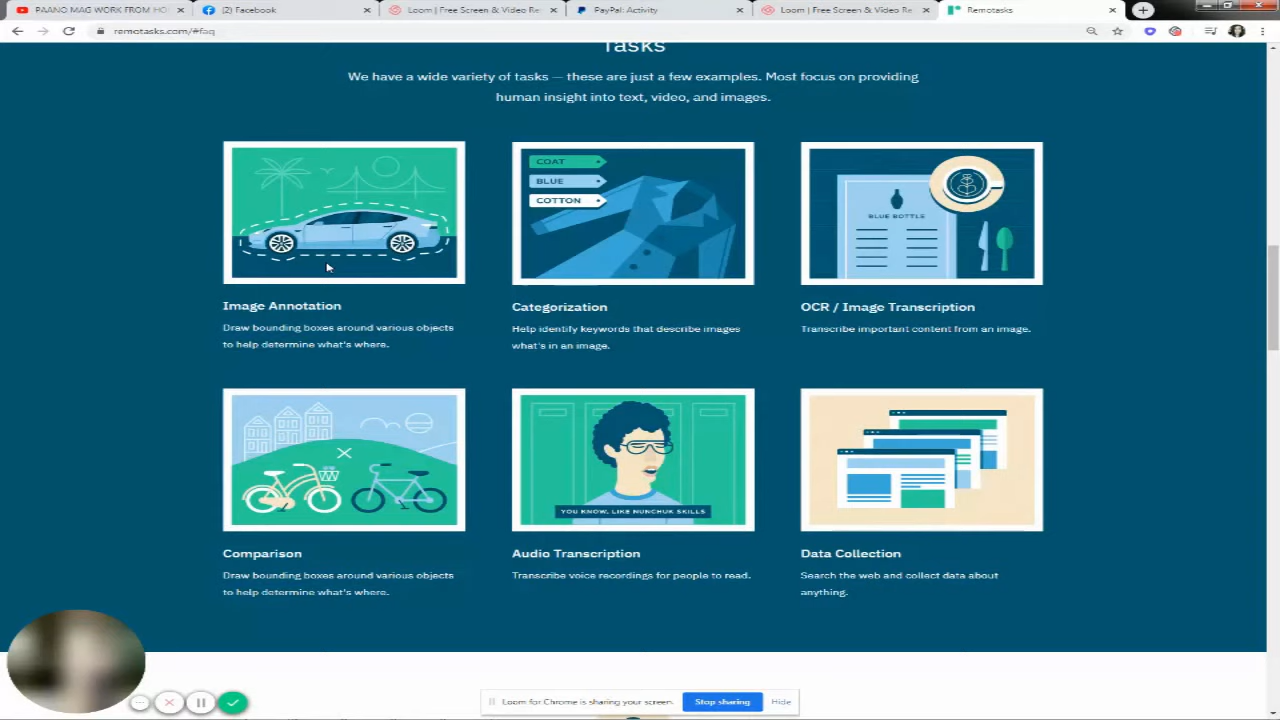 PAANO MAG WORK FROM HO
(2) Facebook
Loom | Free Screen & Video Re
PayPal: Activity
Loom | Free Screen & Video Re
Remotasks
remotasks.com/#faq
Tasks
We have a wide variety of tasks — these are just a few examples. Most focus on providing
human insight into text, video, and images.
COAT
BLUE
COTTON
BLUE BOTTLE
Image Annotation
Draw bounding boxes around various objects
to help determine what's where.
Categorization
Help identify keywords that describe images
what's in an image.
OCR / Image Transcription
Transcribe important content from an image.
YOU KNOW, LIKE NUNCHUK SKILLS
Comparison
Draw bounding boxes around various objects
to help determine what's where.
Audio Transcription
Transcribe voice recordings for people to read.
Data Collection
Search the web and collect data about
anything.
Loom for Chrome is sharing your screen.
Stop sharing
Hide